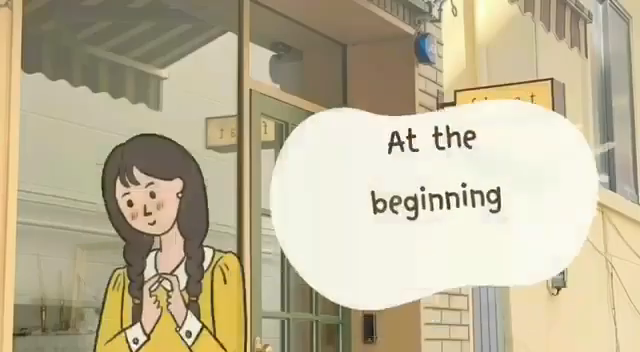 At the
beginning